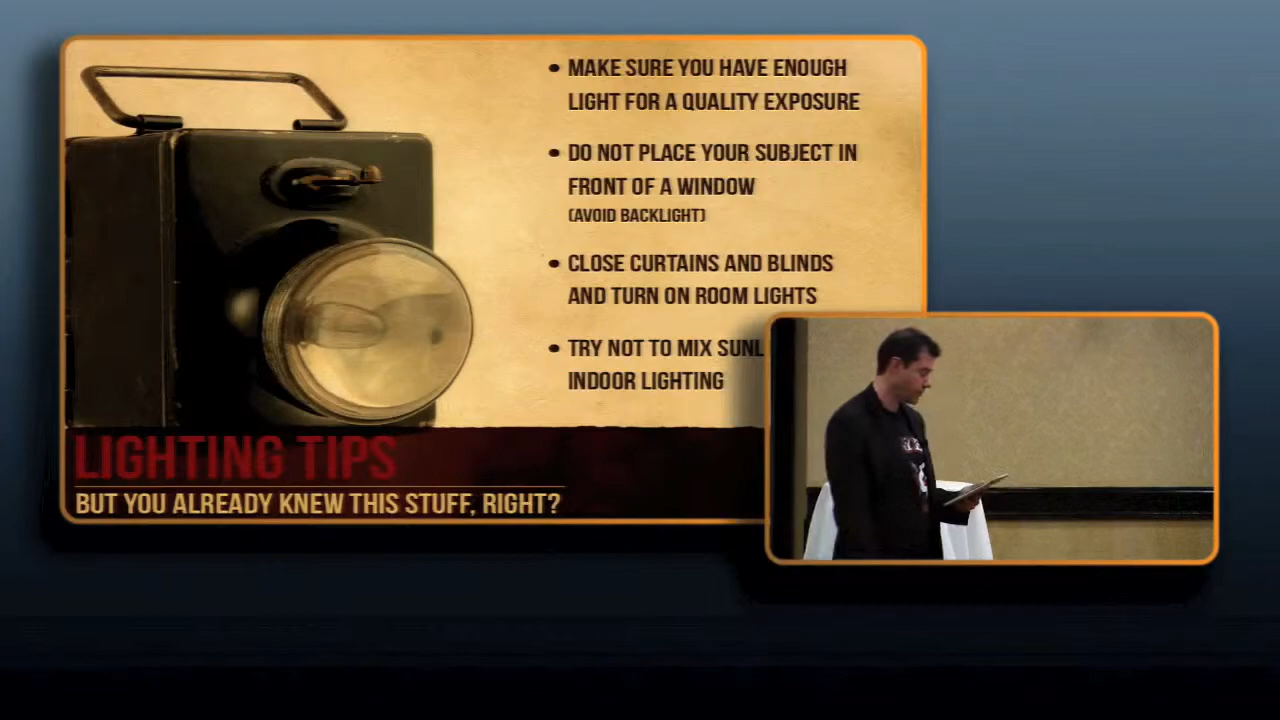 • MAKE SURE YOU HAVE ENOUGH
LIGHT FOR A QUALITY EXPOSURE
• DO NOT PLACE YOUR SUBJECT IN
FRONT OF A WINDOW
(AVOID BACKLIGHT)
• CLOSE CURTAINS AND BLINDS
AND TURN ON ROOM LIGHTS
• TRY NOT TO MIX
INDOOR LIGHTING
LIGHTING TIPS
BUT YOU ALREADY KNEW THIS STUFF, RIGHT?